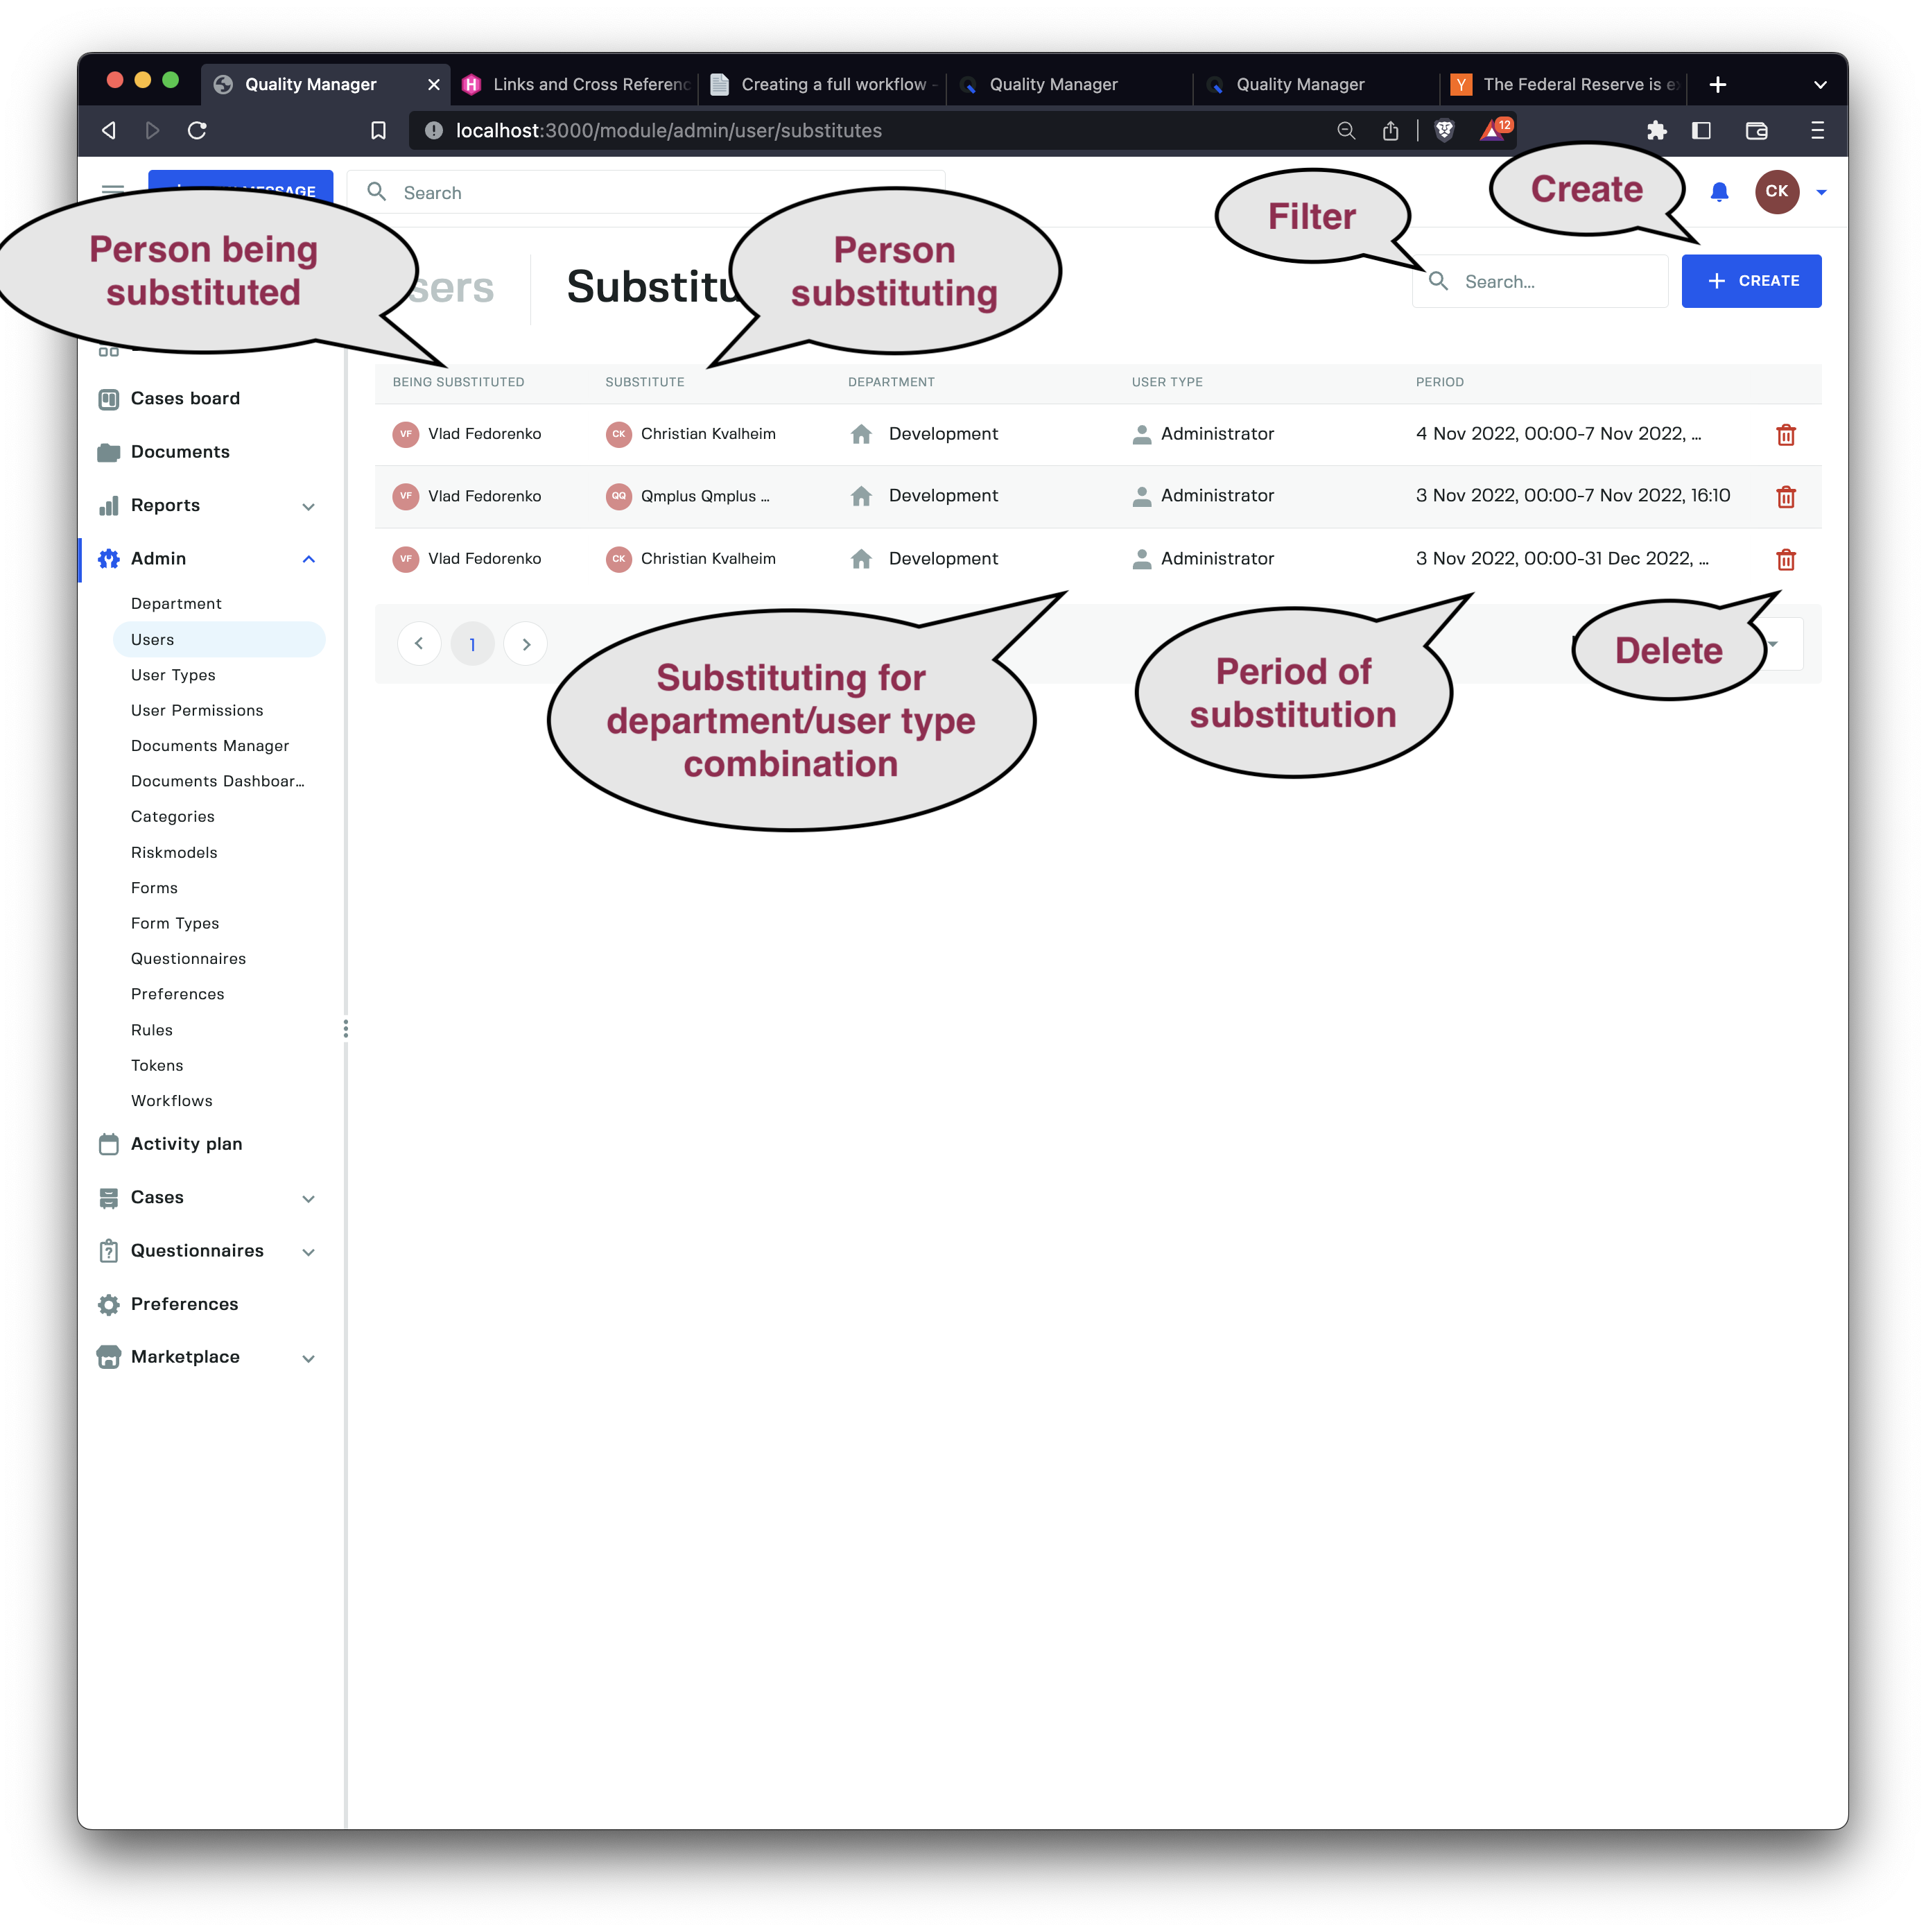 Quality Manager
Links and Cross Referenc
Creating a full workflow -
Quality Manager
Quality Manager
Y
The Federal Reserve is e
localhost:3000/module/admin/user/substitutes
12
Search
Create
Filter
CK
Person being
substituted
Person
substituting
Substitu
Search...
CREATE
BEING SUBSTITUTED SUBSTITUTE DEPARTMENT USER TYPE PERIOD
VF Vlad Fedorenko CK Christian Kvalheim Development Administrator 4 Nov 2022, 00:00-7 Nov 2022, ...
VF Vlad Fedorenko QQ Qmplus Qmplus ... Development Administrator 3 Nov 2022, 00:00-7 Nov 2022, 16:10
VF Vlad Fedorenko CK Christian Kvalheim Development Administrator 3 Nov 2022, 00:00-31 Dec 2022, ...
1
Substituting for
department/user type
combination
Period of
substitution
Delete
Cases board
Documents
Reports
Admin
Department
Users
User Types
User Permissions
Documents Manager
Documents Dashboar...
Categories
Riskmodels
Forms
Form Types
Questionnaires
Preferences
Rules
Tokens
Workflows
Activity plan
Cases
Questionnaires
Preferences
Marketplace